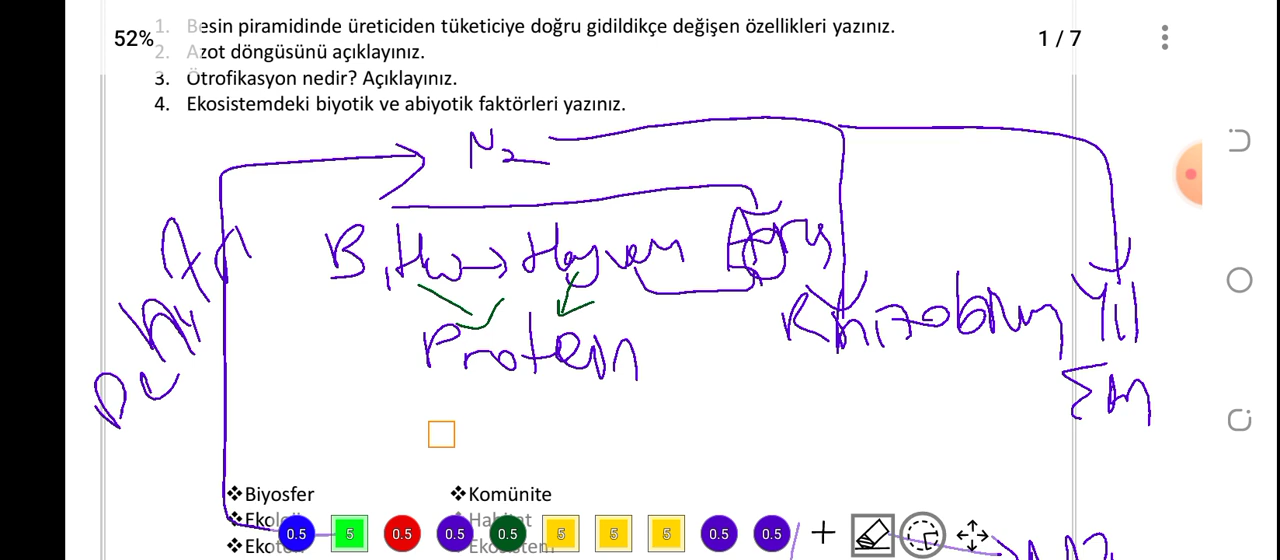 52%
1 / 7
1. Besin piramidinde üreticiden tüketiciye doğru gidildikçe değişen özellikleri yazınız.
2. Azot döngüsünü açıklayınız.
3. Ötrofikasyon nedir? Açıklayınız.
4. Ekosistemdeki biyotik ve abiyotik faktörleri yazınız.
N2
Hayvan
Rhizobium Yıl
Protein
❖Biyosfer ❖Komünite
0.5 5 0.5 0.5 0.5 5 5 5 0.5 0.5
Ekosistem